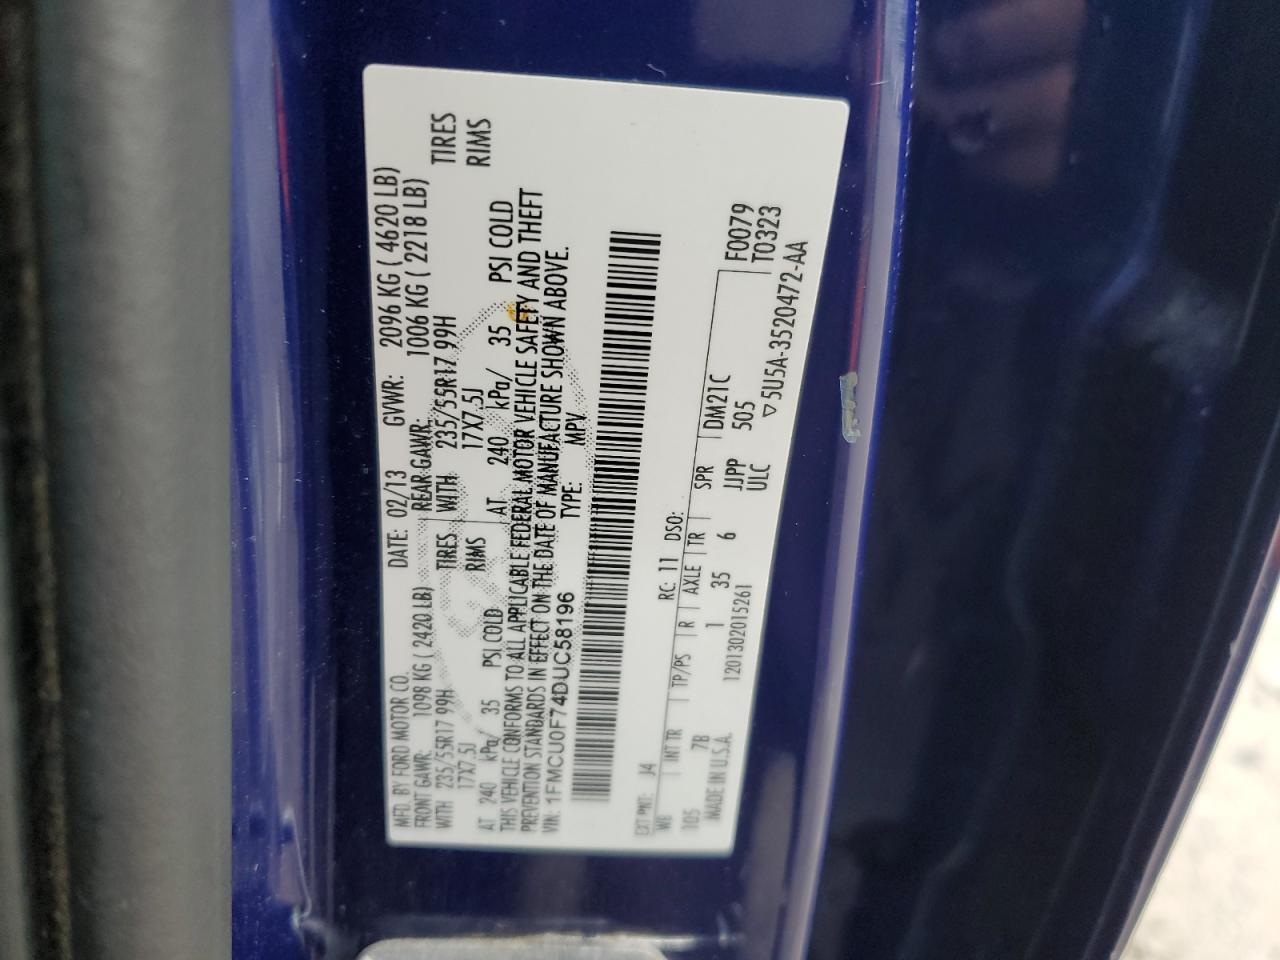 MFD. BY FORD MOTOR CO.
DATE: 02/13 GVWR: 2096 KG ( 4620 LB)
FRONT GAWR: 1098 KG ( 2420 LB) REAR GAWR: 1006 KG ( 2218 LB)
WITH 235/55R17 99H TIRES WITH 235/55R17 99H TIRES
17X7.5J RIMS 17X7.5J RIMS
AT 240 kPa/ 35 PSI COLD AT 240 kPa/ 35 PSI COLD
THIS VEHICLE CONFORMS TO ALL APPLICABLE FEDERAL MOTOR VEHICLE SAFETY AND THEFT
PREVENTION STANDARDS IN EFFECT ON THE DATE OF MANUFACTURE SHOWN ABOVE.
VIN: 1FMCU0F74DUC58196 TYPE: MPV
EXT PNT: J4 RC: 11 DSO: F0079
WB INT TR TP/PS R AXLE TR SPR DM21C T0323
105 7B 1 35 6 JJPP 505
MADE IN U.S.A. 1201302015261 ULC ▽5U5A-3520472-AA